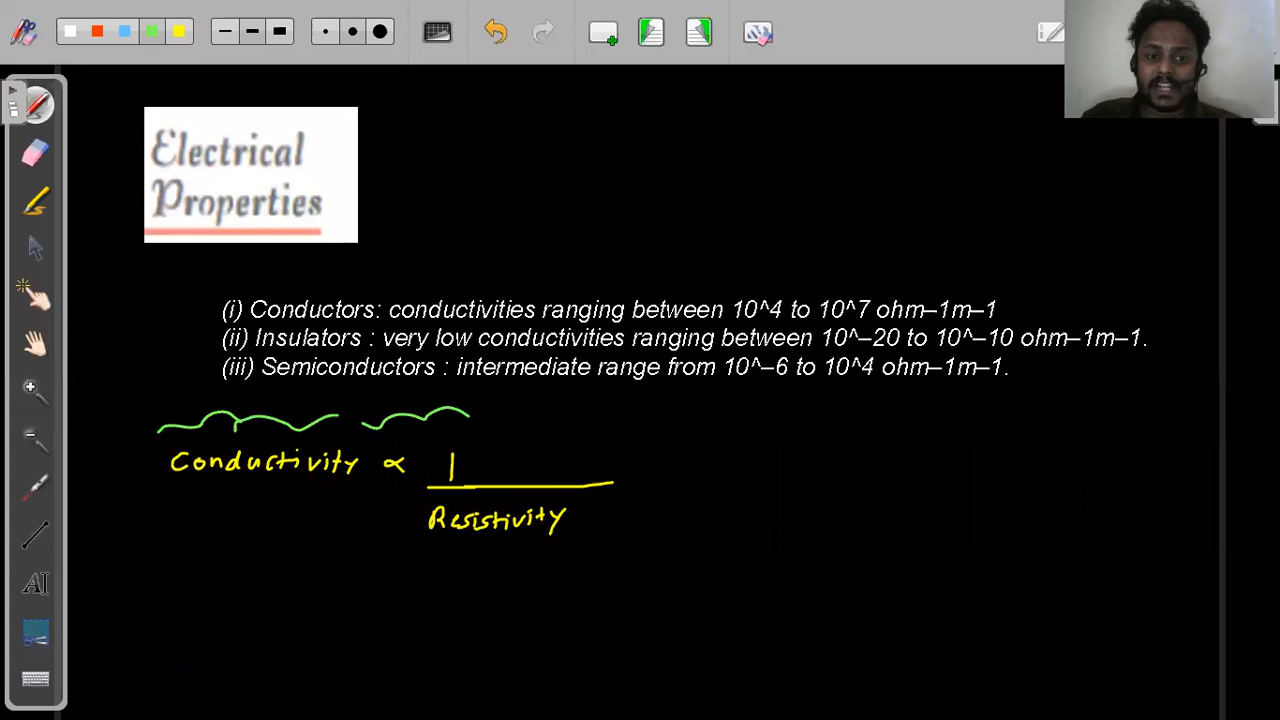 Electrical
Properties
(i) Conductors: conductivities ranging between 10^4 to 10^7 ohm–1m–1
(ii) Insulators : very low conductivities ranging between 10^–20 to 10^–10 ohm–1m–1.
(iii) Semiconductors : intermediate range from 10^–6 to 10^4 ohm–1m–1.
Conductivity ∝ 1
Resistivity